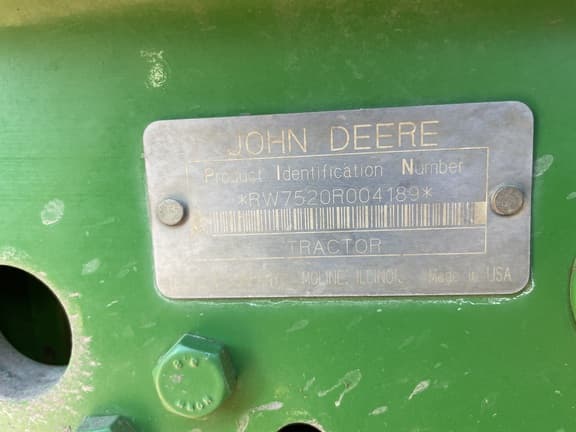 JOHN DEERE
Product Identification Number
*RW7520R004189*
TRACTOR
MOLINE, ILLINOIS Made in USA